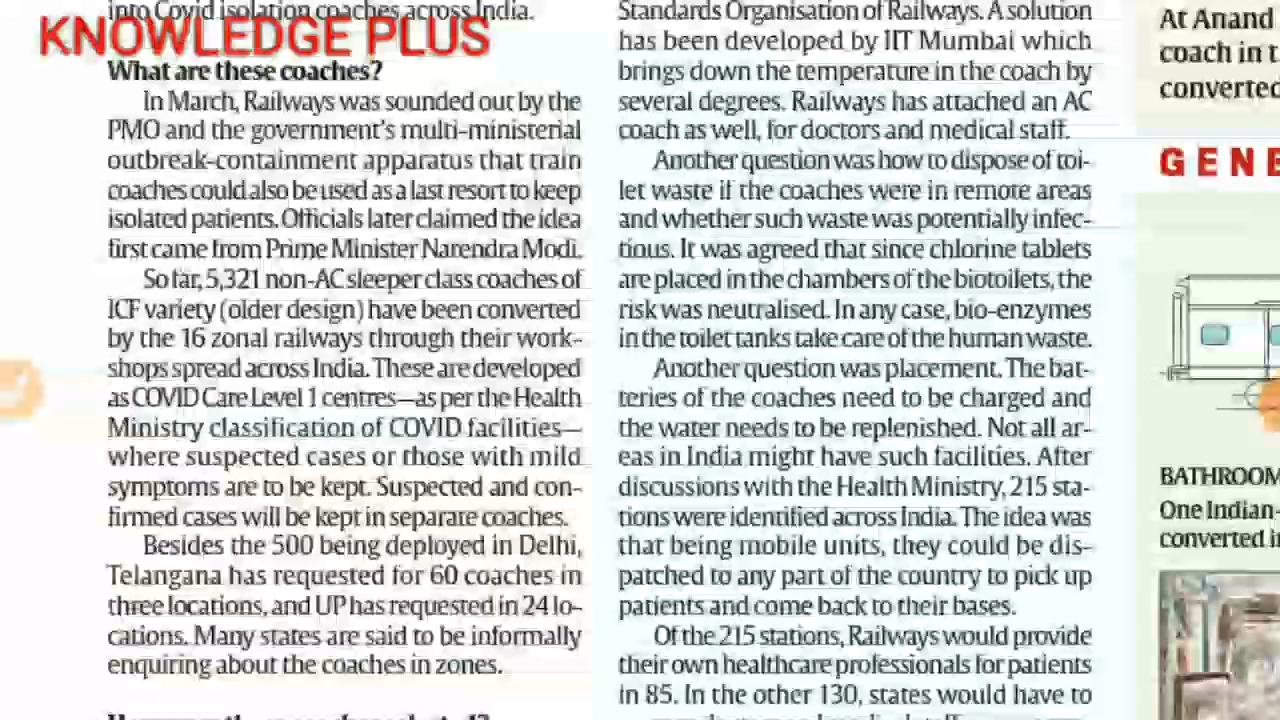 into Covid isolation coaches across India.
KNOWLEDGE PLUS
What are these coaches?
In March, Railways was sounded out by the
PMO and the government's multi-ministerial
outbreak-containment apparatus that train
coaches could also be used as a last resort to keep
isolated patients. Officials later claimed the idea
first came from Prime Minister Narendra Modi.
So far, 5,321 non-AC sleeper class coaches of
ICF variety (older design) have been converted
by the 16 zonal railways through their work-
shops spread across India. These are developed
as COVID Care Level 1 centres—as per the Health
Ministry classification of COVID facilities—
where suspected cases or those with mild
symptoms are to be kept. Suspected and con-
firmed cases will be kept in separate coaches.
Besides the 500 being deployed in Delhi,
Telangana has requested for 60 coaches in
three locations, and UP has requested in 24 lo-
cations. Many states are said to be informally
enquiring about the coaches in zones.
Standards Organisation of Railways. A solution
has been developed by IIT Mumbai which
brings down the temperature in the coach by
several degrees. Railways has attached an AC
coach as well, for doctors and medical staff.
Another question was how to dispose of toi-
let waste if the coaches were in remote areas
and whether such waste was potentially infec-
tious. It was agreed that since chlorine tablets
are placed in the chambers of the biotoilets, the
risk was neutralised. In any case, bio-enzymes
in the toilet tanks take care of the human waste.
Another question was placement. The bat-
teries of the coaches need to be charged and
the water needs to be replenished. Not all ar-
eas in India might have such facilities. After
discussions with the Health Ministry, 215 sta-
tions were identified across India. The idea was
that being mobile units, they could be dis-
patched to any part of the country to pick up
patients and come back to their bases.
Of the 215 stations, Railways would provide
their own healthcare professionals for patients
in 85. In the other 130, states would have to
At Anand
coach in t
converted
GENE
BATHROOM
One Indian-
converted i